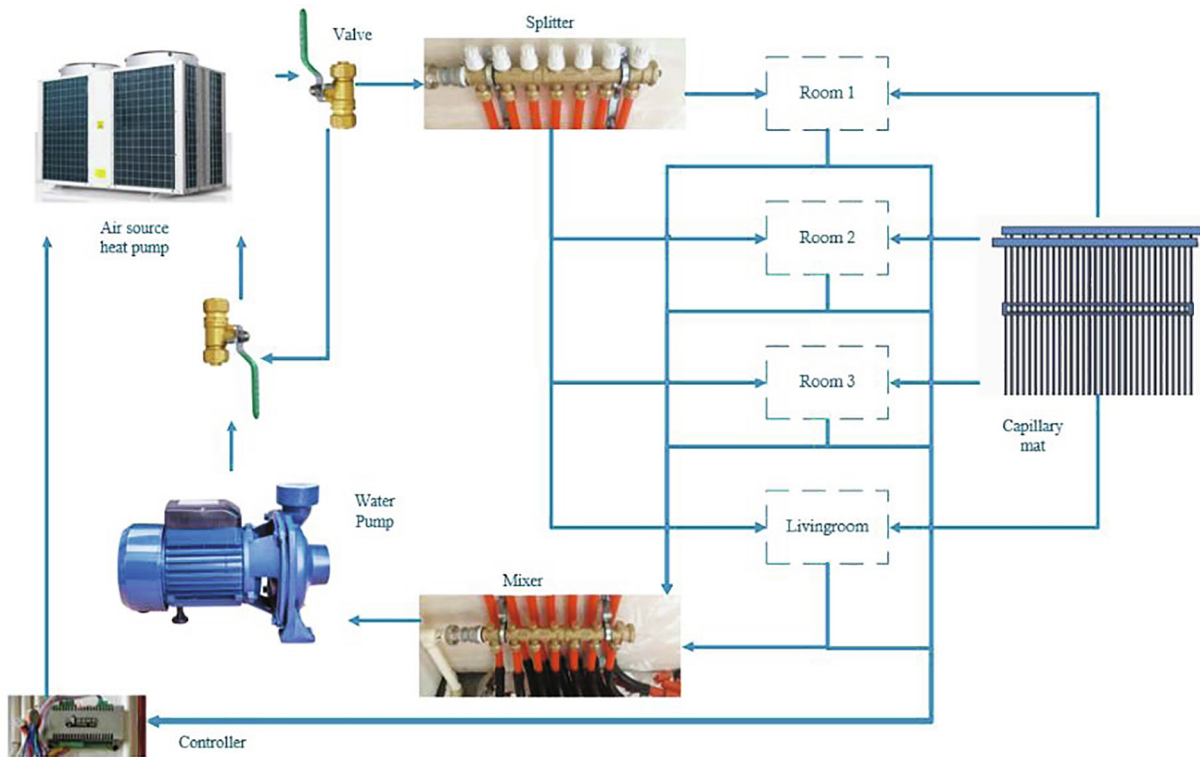 Splitter
Valve
Room 1
Air source
heat pump
Room 2
Room 3
Capillary
mat
Water
Pump
Livingroom
Mixer
Controller